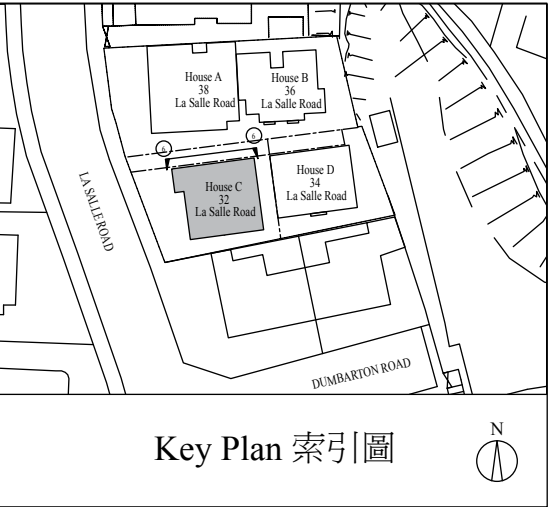 House A
38
La Salle Road
House B
36
La Salle Road
6
6
House C
32
La Salle Road
House D
34
La Salle Road
LA SALLE ROAD
DUMBARTON ROAD
Key Plan 索引圖
N